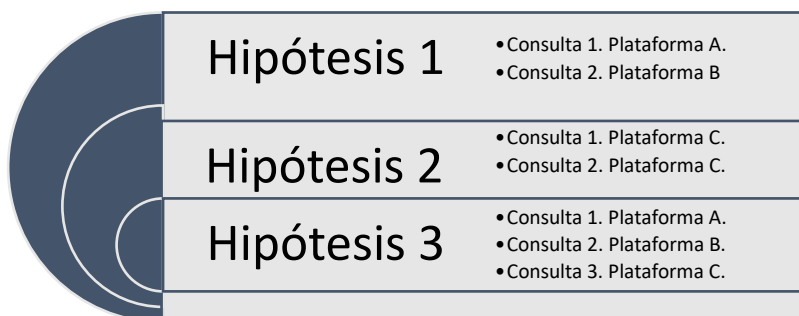 Hipótesis 1
•Consulta 1. Plataforma A.
•Consulta 2. Plataforma B
Hipótesis 2
•Consulta 1. Plataforma C.
•Consulta 2. Plataforma C.
Hipótesis 3
•Consulta 1. Plataforma A.
•Consulta 2. Plataforma B.
•Consulta 3. Plataforma C.